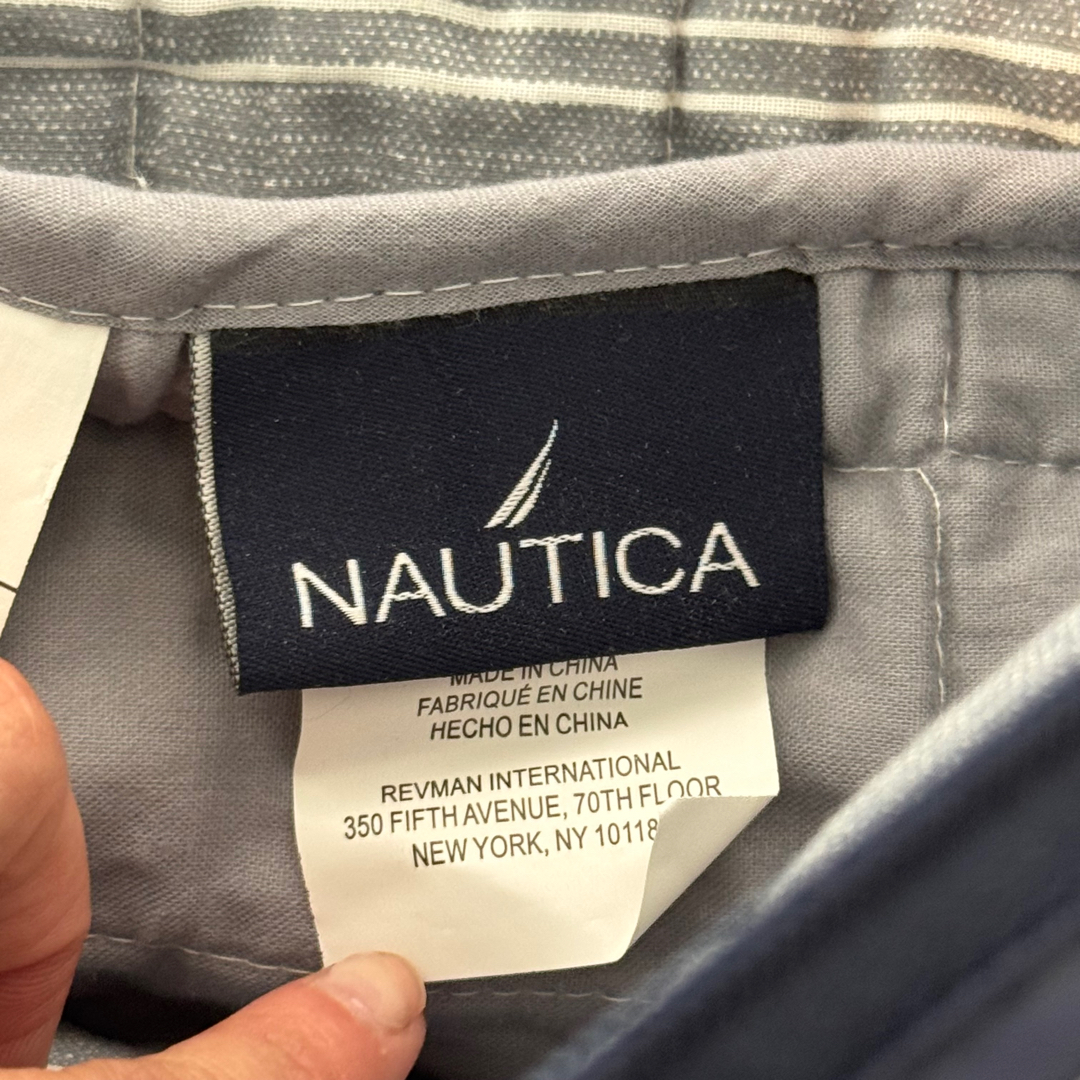 NAUTICA
MADE IN CHINA
FABRIQUÉ EN CHINE
HECHO EN CHINA
REVMAN INTERNATIONAL
350 FIFTH AVENUE, 70TH FLOOR
NEW YORK, NY 10118